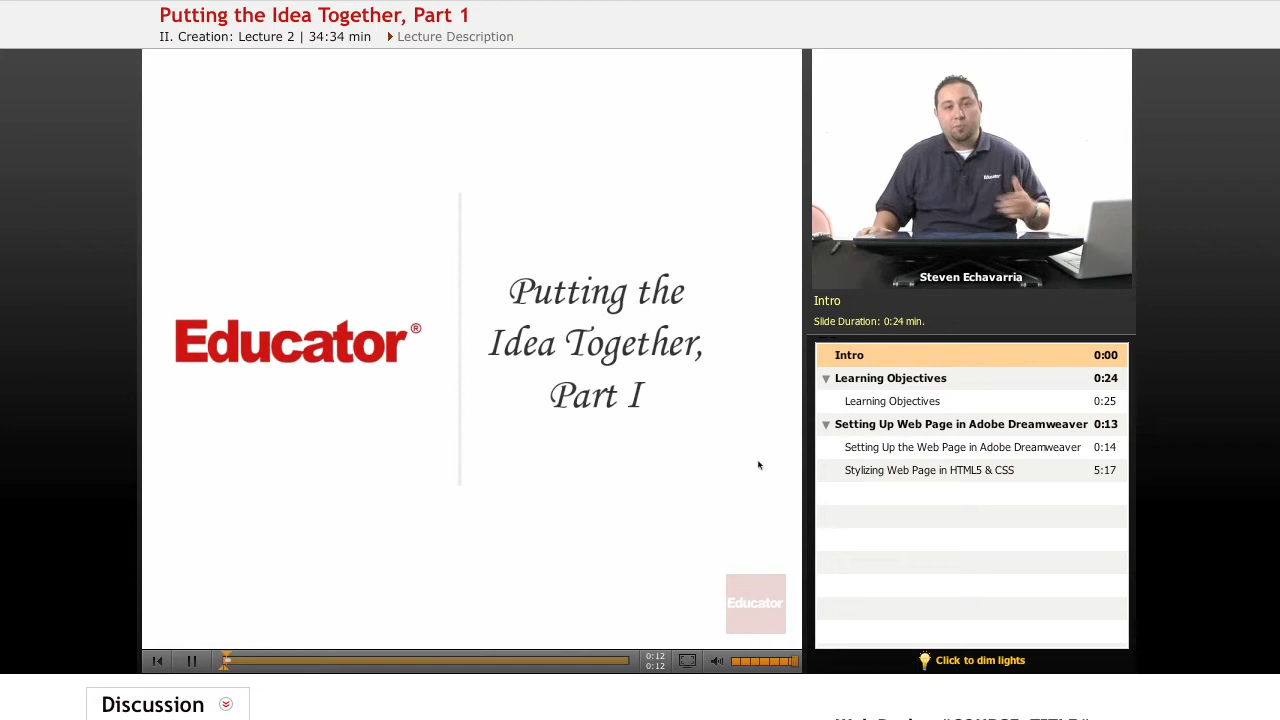 Putting the Idea Together, Part 1
II. Creation: Lecture 2 | 34:34 min
Lecture Description
Educator®
Putting the
Idea Together,
Part I
Educator
Educator
Steven Echavarria
Intro
Slide Duration: 0:24 min.
Intro 0:00
Learning Objectives 0:24
Learning Objectives 0:25
Setting Up Web Page in Adobe Dreamweaver 0:13
Setting Up the Web Page in Adobe Dreamweaver 0:14
Stylizing Web Page in HTML5 & CSS 5:17
0:12
0:12
Click to dim lights
Discussion